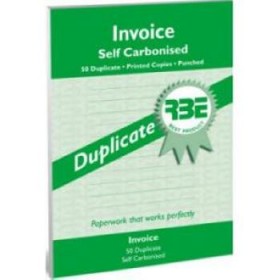 Invoice
Self Carbonised
50 Duplicate • Printed Copies • Punched
RBE
BEST PRODUCT
Duplicate
Paperwork that works perfectly
Invoice
50 Duplicate
Self Carbonised